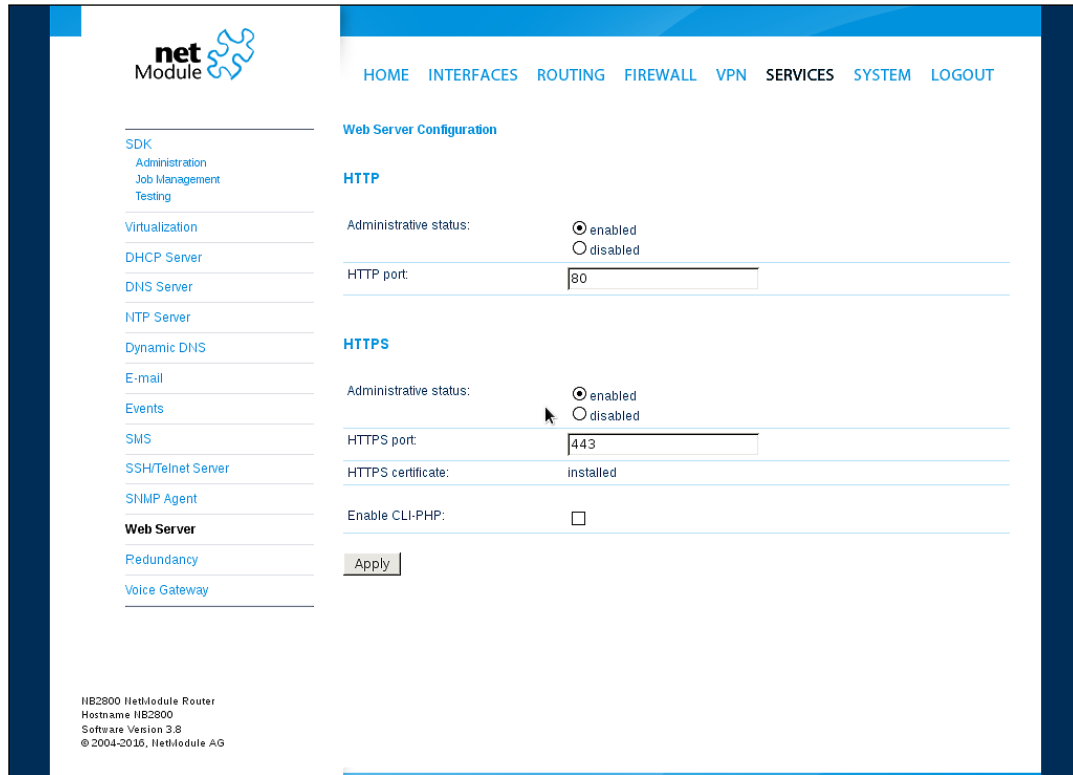 net
Module
HOME INTERFACES ROUTING FIREWALL VPN SERVICES SYSTEM LOGOUT
SDK
Administration
Job Management
Testing
Virtualization
DHCP Server
DNS Server
NTP Server
Dynamic DNS
E-mail
Events
SMS
SSH/Telnet Server
SNMP Agent
Web Server
Redundancy
Voice Gateway
Web Server Configuration
HTTP
Administrative status:
enabled
disabled
HTTP port: 80
HTTPS
Administrative status:
enabled
disabled
HTTPS port: 443
HTTPS certificate: installed
Enable CLI-PHP:
Apply
NB2800 NetModule Router
Hostname NB2800
Software Version 3.8
© 2004-2016, NetModule AG